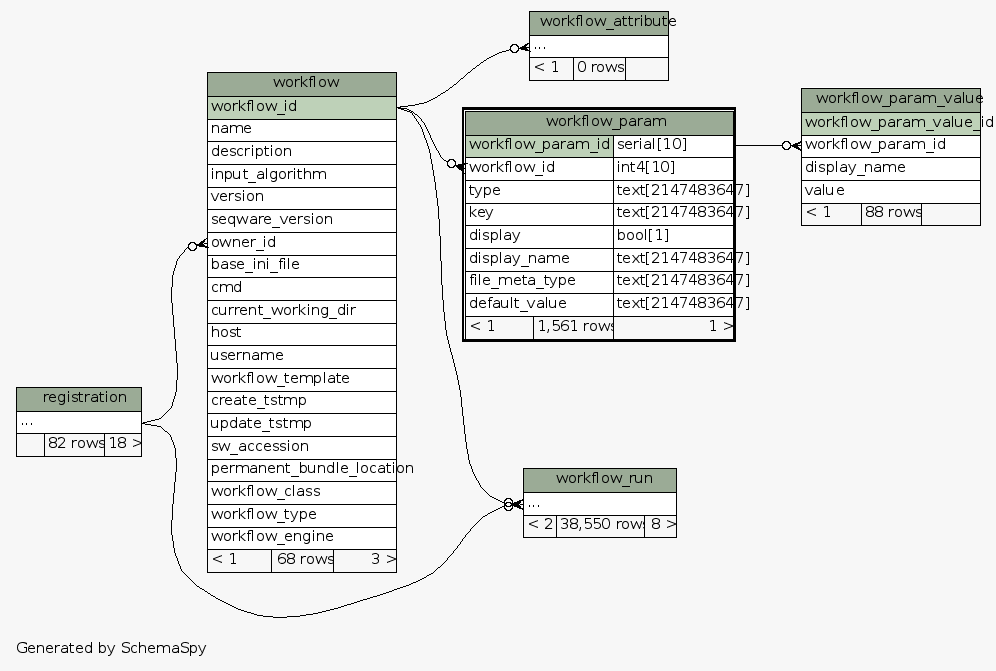 workflow_attribute
...
< 1 0 rows
workflow
workflow_id
name
description
input_algorithm
version
seqware_version
owner_id
base_ini_file
cmd
current_working_dir
host
username
workflow_template
create_tstmp
update_tstmp
sw_accession
permanent_bundle_location
workflow_class
workflow_type
workflow_engine
< 1 68 rows 3 >
workflow_param
workflow_param_id serial[10]
workflow_id int4[10]
type text[2147483647]
key text[2147483647]
display bool[1]
display_name text[2147483647]
file_meta_type text[2147483647]
default_value text[2147483647]
< 1 1,561 rows 1 >
workflow_param_value
workflow_param_value_id
workflow_param_id
display_name
value
< 1 88 rows
registration
...
82 rows 18 >
workflow_run
...
< 2 38,550 rows 8 >
Generated by SchemaSpy